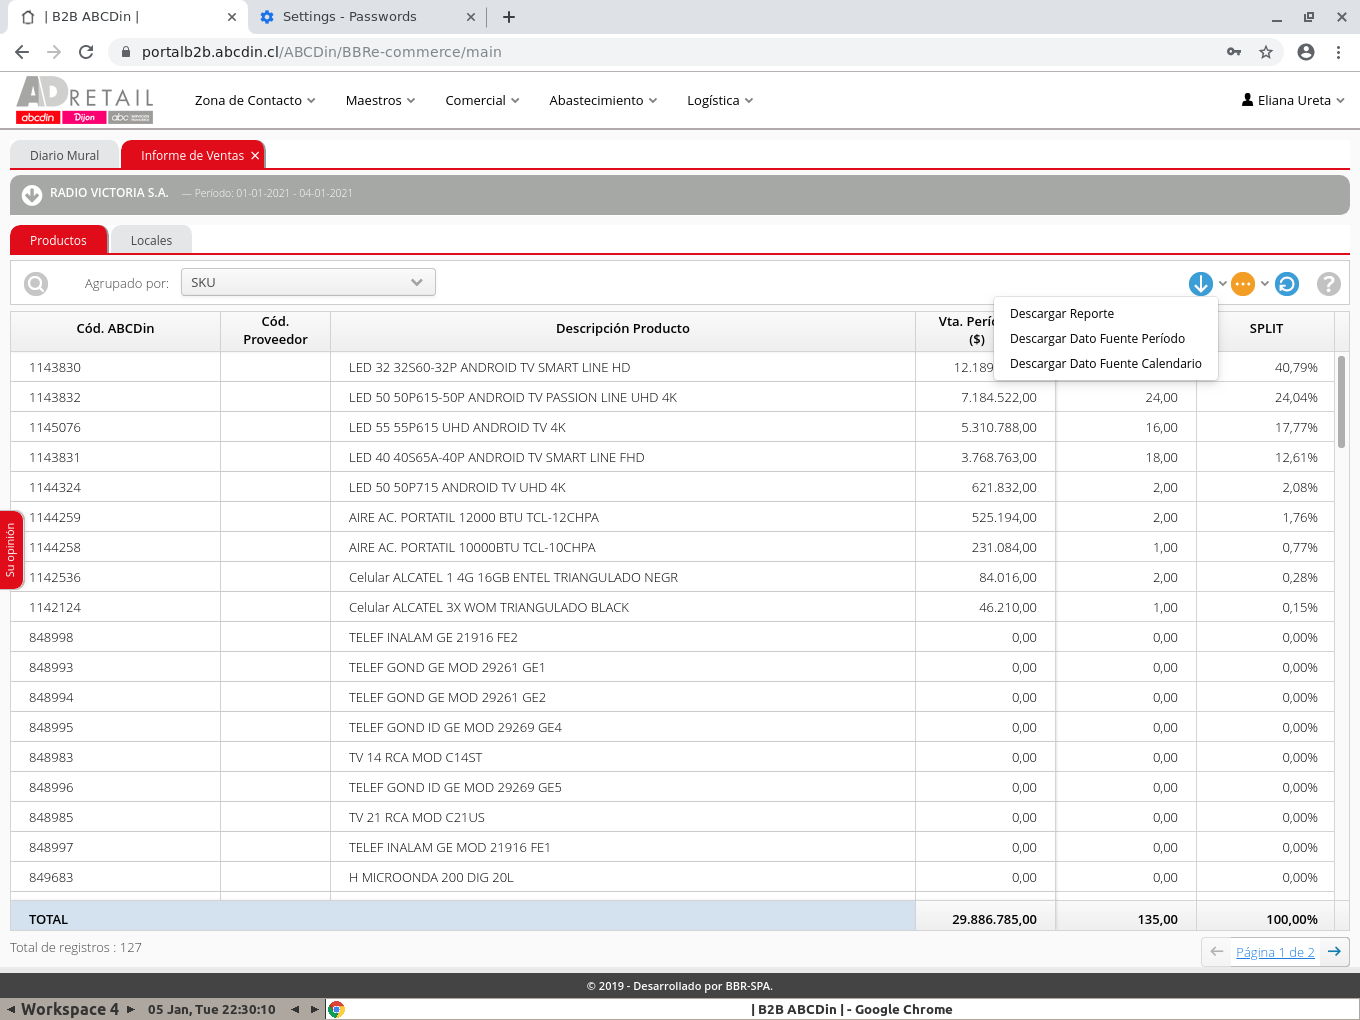 | B2B ABCDin |
Settings - Passwords
portalb2b.abcdin.cl/ABCDin/BBRe-commerce/main
ADRETAIL
abcdin Dijon abc
Zona de Contacto Maestros Comercial Abastecimiento Logística Eliana Ureta
Diario Mural Informe de Ventas
RADIO VICTORIA S.A. — Período: 01-01-2021 - 04-01-2021
Productos Locales
Agrupado por: SKU
Descargar Reporte
Descargar Dato Fuente Período
Descargar Dato Fuente Calendario
Cód. ABCDin Cód. Proveedor Descripción Producto Vta. ($) SPLIT
1143830 LED 32 32S60-32P ANDROID TV SMART LINE HD 12.189 40,79%
1143832 LED 50 50P615-50P ANDROID TV PASSION LINE UHD 4K 7.184.522,00 24,00 24,04%
1145076 LED 55 55P615 UHD ANDROID TV 4K 5.310.788,00 16,00 17,77%
1143831 LED 40 40S65A-40P ANDROID TV SMART LINE FHD 3.768.763,00 18,00 12,61%
1144324 LED 50 50P715 ANDROID TV UHD 4K 621.832,00 2,00 2,08%
1144259 AIRE AC. PORTATIL 12000 BTU TCL-12CHPA 525.194,00 2,00 1,76%
1144258 AIRE AC. PORTATIL 10000BTU TCL-10CHPA 231.084,00 1,00 0,77%
1142536 Celular ALCATEL 1 4G 16GB ENTEL TRIANGULADO NEGR 84.016,00 2,00 0,28%
1142124 Celular ALCATEL 3X WOM TRIANGULADO BLACK 46.210,00 1,00 0,15%
848998 TELEF INALAM GE 21916 FE2 0,00 0,00 0,00%
848993 TELEF GOND GE MOD 29261 GE1 0,00 0,00 0,00%
848994 TELEF GOND GE MOD 29261 GE2 0,00 0,00 0,00%
848995 TELEF GOND ID GE MOD 29269 GE4 0,00 0,00 0,00%
848983 TV 14 RCA MOD C14ST 0,00 0,00 0,00%
848996 TELEF GOND ID GE MOD 29269 GE5 0,00 0,00 0,00%
848985 TV 21 RCA MOD C21US 0,00 0,00 0,00%
848997 TELEF INALAM GE MOD 21916 FE1 0,00 0,00 0,00%
849683 H MICROONDA 200 DIG 20L 0,00 0,00 0,00%
TOTAL 29.886.785,00 135,00 100,00%
Su opinión
Total de registros : 127
Página 1 de 2
© 2019 - Desarrollado por BBR-SPA.
Workspace 4 05 Jan, Tue 22:30:10 | B2B ABCDin | - Google Chrome